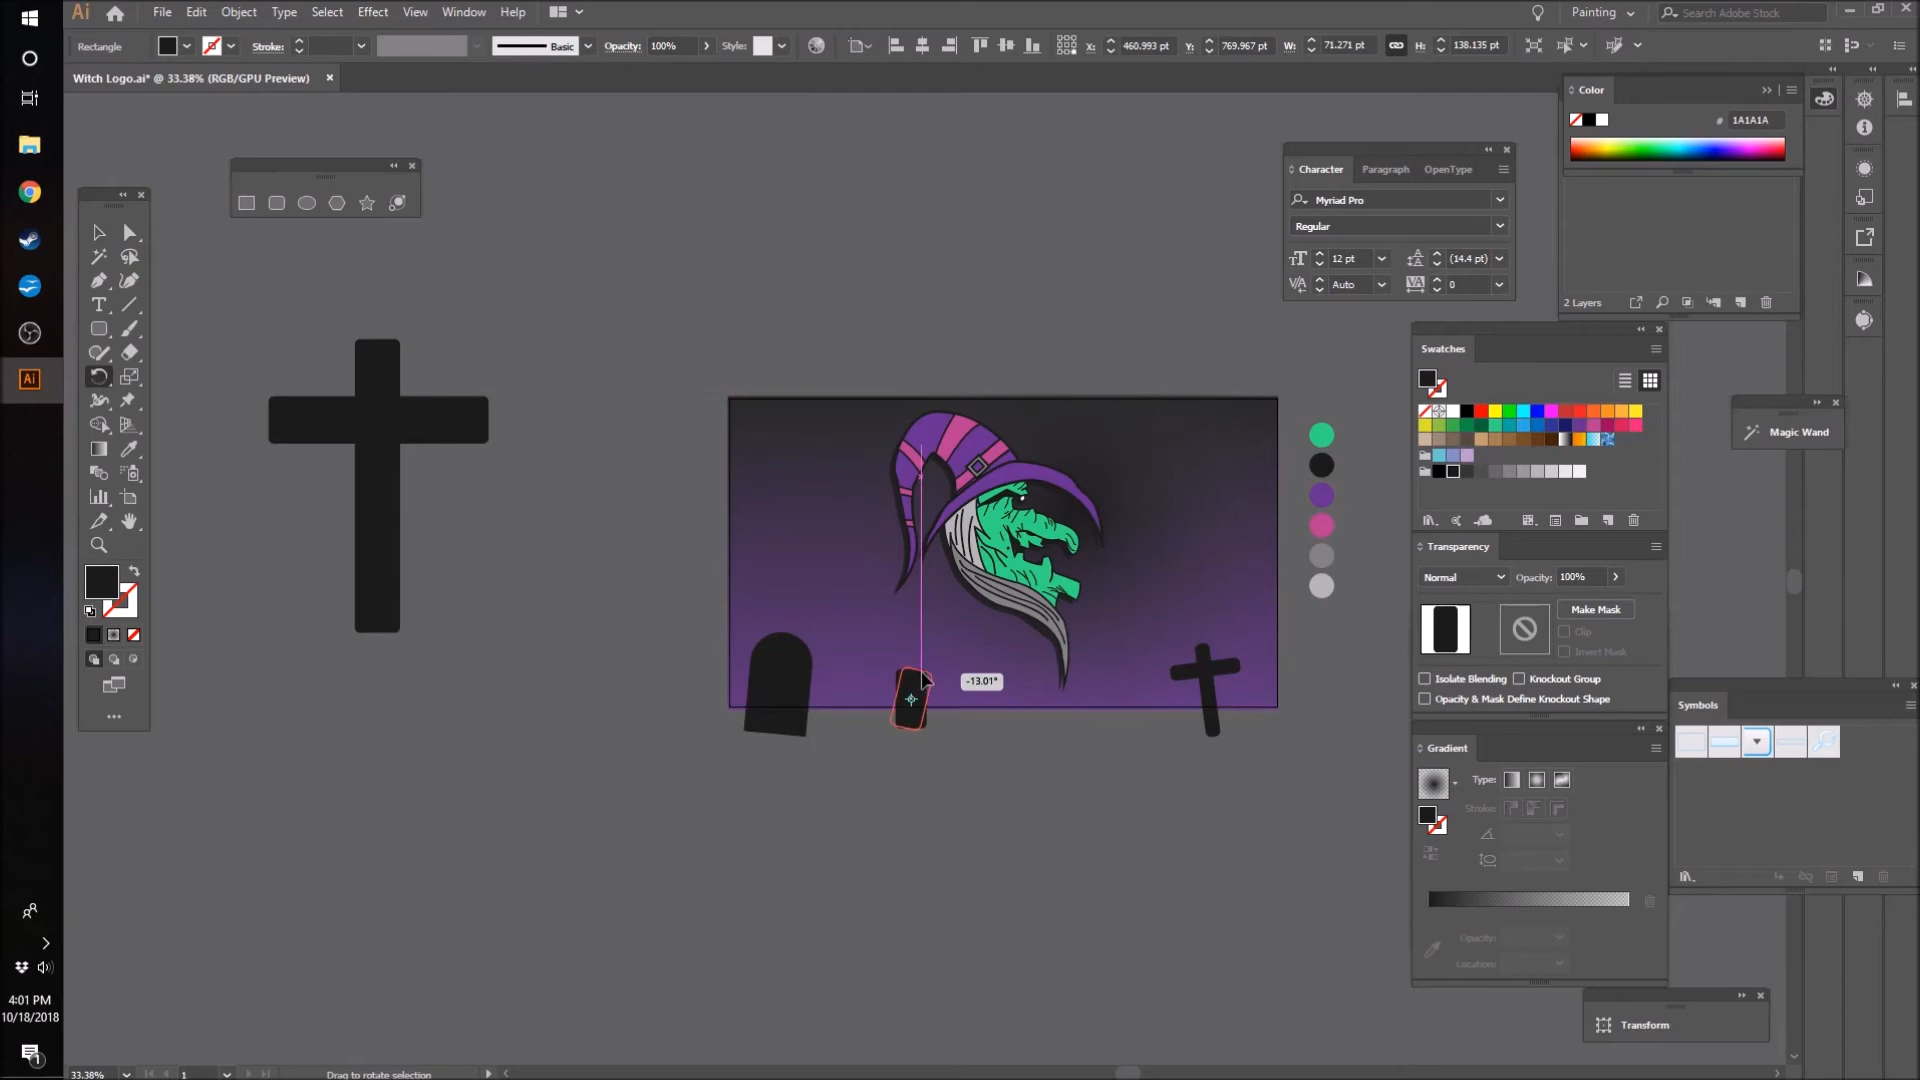 Ai File Edit Object Type Select Effect View Window Help Painting Search Adobe Stock
Rectangle Stroke: Basic Opacity: 100% Style: X: 460.993 pt Y: 769.967 pt W: 71.271 pt H: 138.135 pt
Witch Logo.ai* @ 33.38% (RGB/GPU Preview)
Color
# 1A1A1A
Character Paragraph OpenType
Myriad Pro
Regular
12 pt (14.4 pt)
Auto 0
2 Layers
Swatches
Magic Wand
Transparency
Normal Opacity: 100%
Make Mask
Clip
Invert Mask
Isolate Blending Knockout Group
Opacity & Mask Define Knockout Shape
-13.01°
Symbols
Gradient
Type:
Stroke:
Opacity:
Location:
Transform
4:01 PM
10/18/2018
1
33.38% 1 Drag to rotate selection